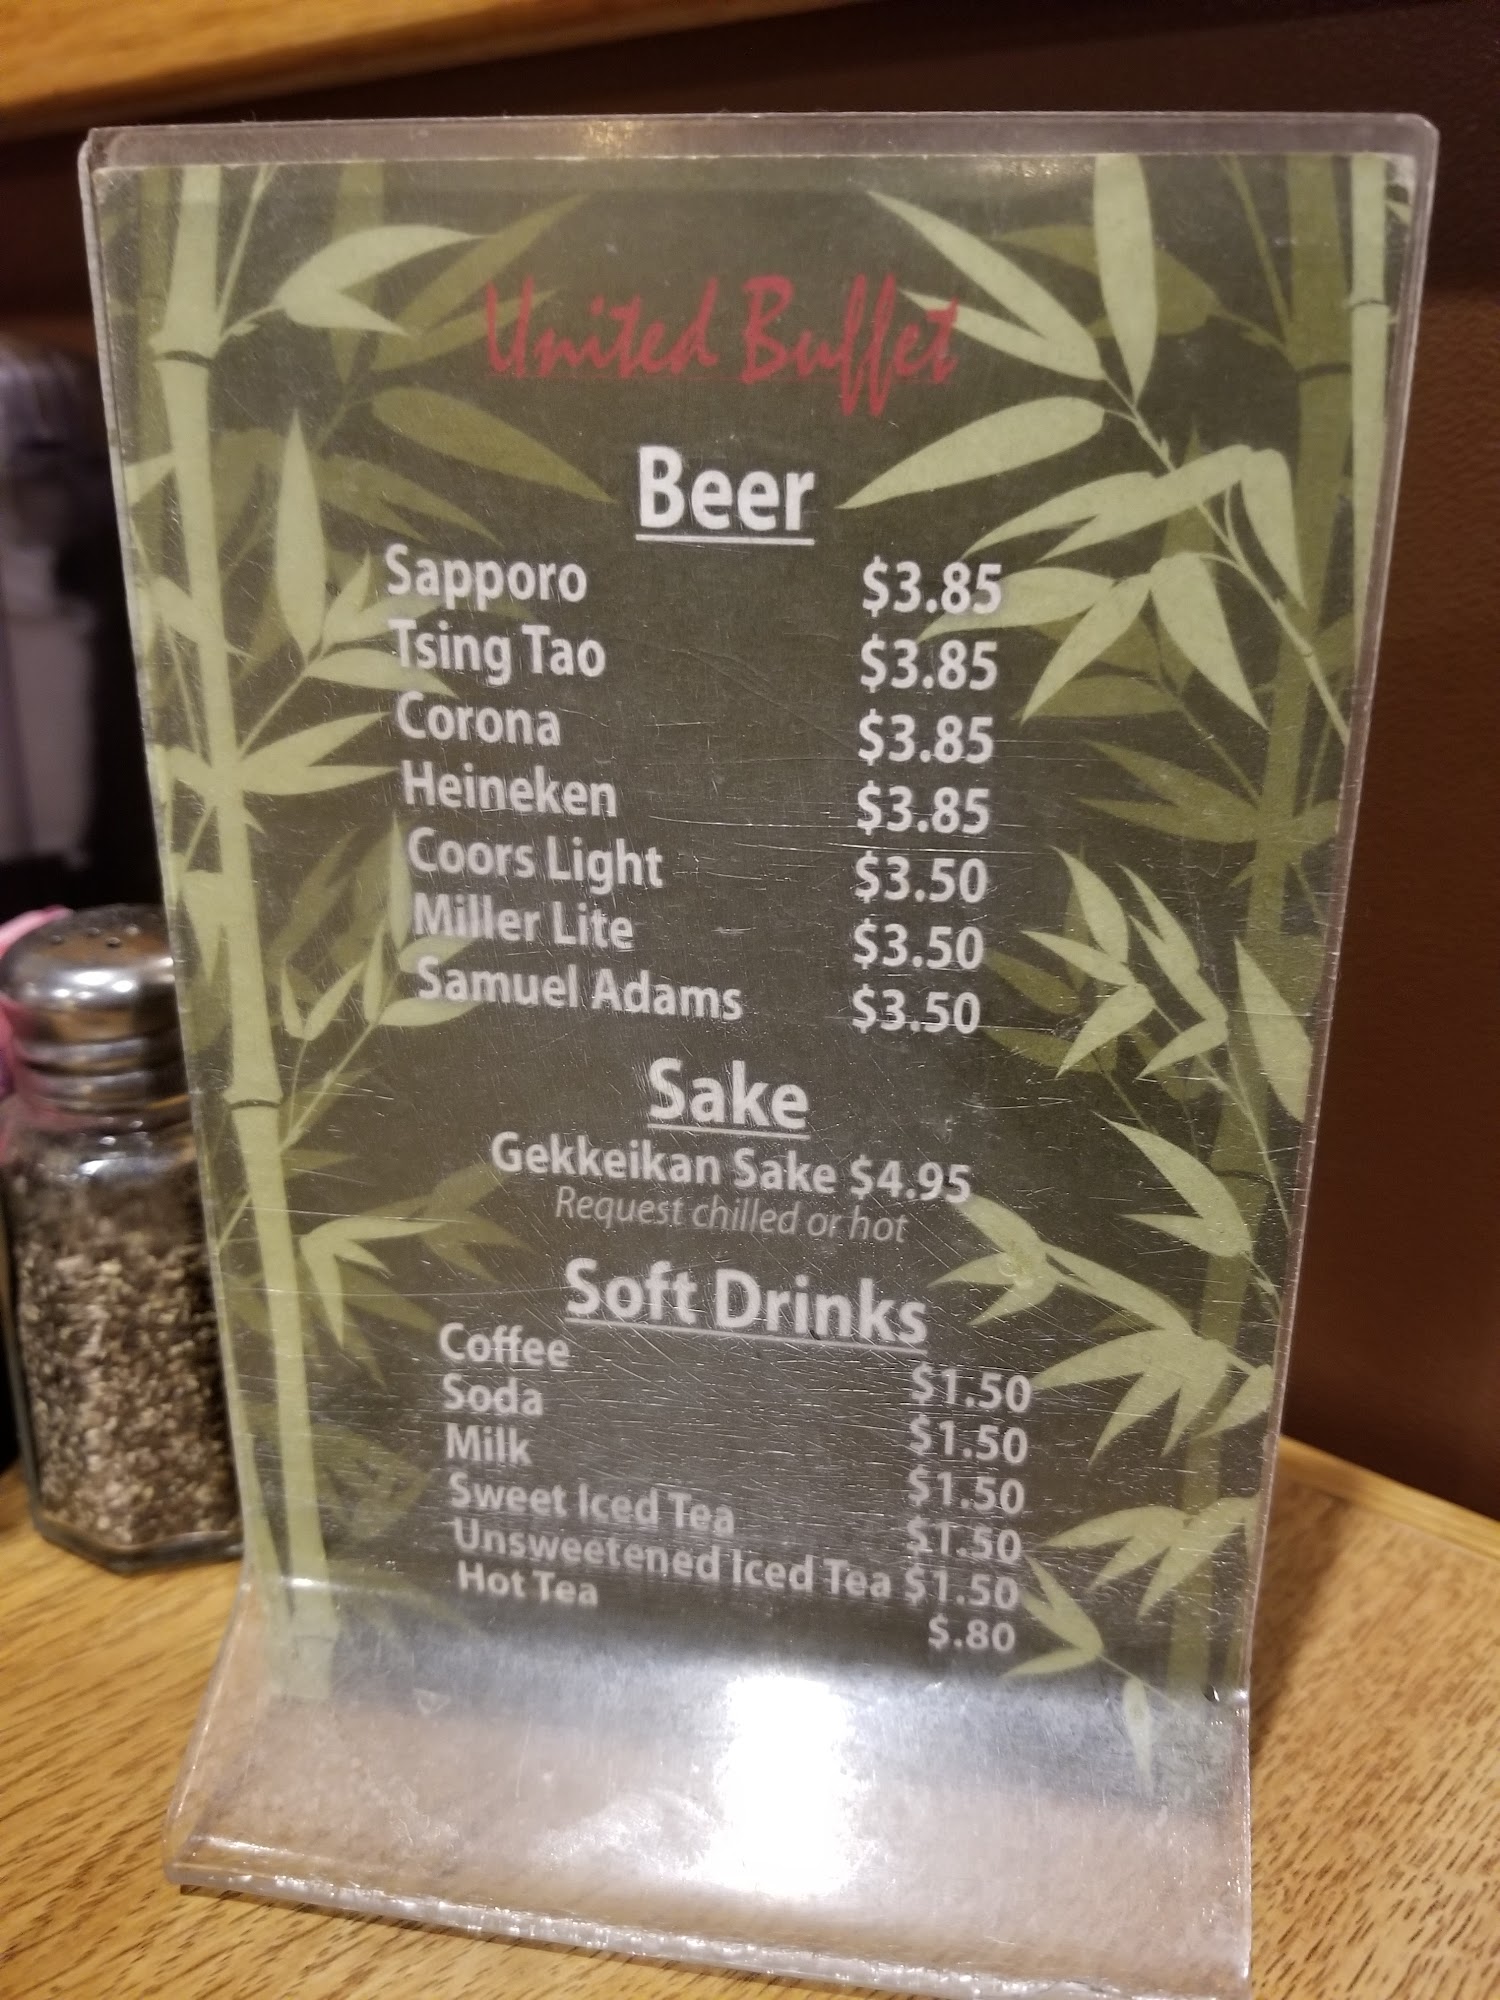 United Buffet
Beer
Sapporo $3.85
Tsing Tao $3.85
Corona $3.85
Heineken $3.85
Coors Light $3.50
Miller Lite $3.50
Samuel Adams $3.50
Sake
Gekkeikan Sake $4.95
Request chilled or hot
Soft Drinks
Coffee $1.50
Soda $1.50
Milk $1.50
Sweet Iced Tea $1.50
Unsweetened Iced Tea $1.50
Hot Tea $.80